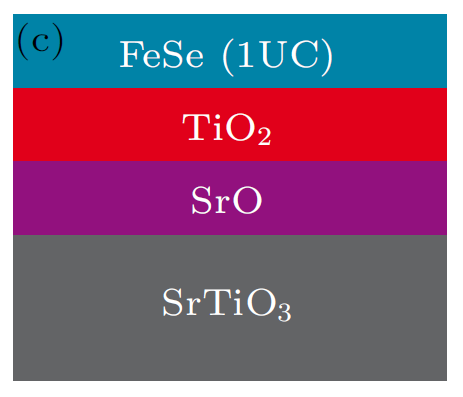 (c)
FeSe (1UC)
TiO₂
SrO
SrTiO₃